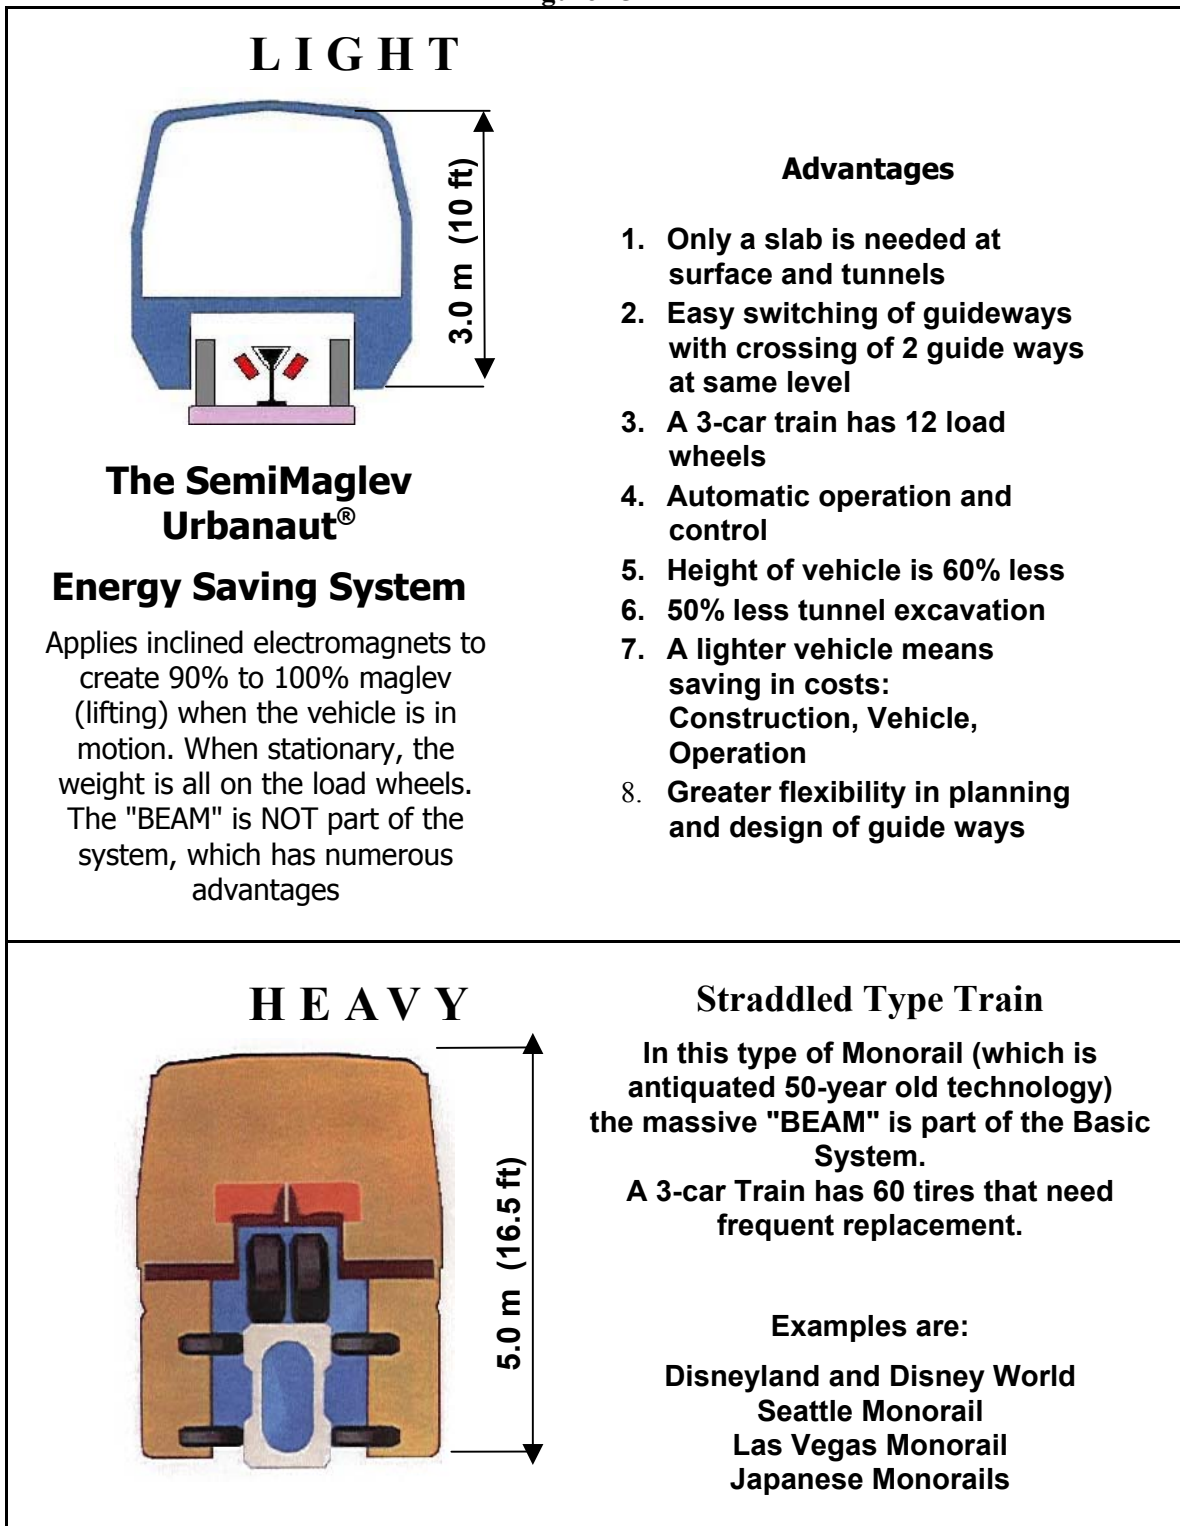 L I G H T
3.0 m (10 ft)
The SemiMaglev
Urbanaut®
Energy Saving System
Applies inclined electromagnets to
create 90% to 100% maglev
(lifting) when the vehicle is in
motion. When stationary, the
weight is all on the load wheels.
The "BEAM" is NOT part of the
system, which has numerous
advantages
Advantages
1. Only a slab is needed at
surface and tunnels
2. Easy switching of guideways
with crossing of 2 guide ways
at same level
3. A 3-car train has 12 load
wheels
4. Automatic operation and
control
5. Height of vehicle is 60% less
6. 50% less tunnel excavation
7. A lighter vehicle means
saving in costs:
Construction, Vehicle,
Operation
8. Greater flexibility in planning
and design of guide ways
H E A V Y
5.0 m (16.5 ft)
Straddled Type Train
In this type of Monorail (which is
antiquated 50-year old technology)
the massive "BEAM" is part of the Basic
System.
A 3-car Train has 60 tires that need
frequent replacement.
Examples are:
Disneyland and Disney World
Seattle Monorail
Las Vegas Monorail
Japanese Monorails